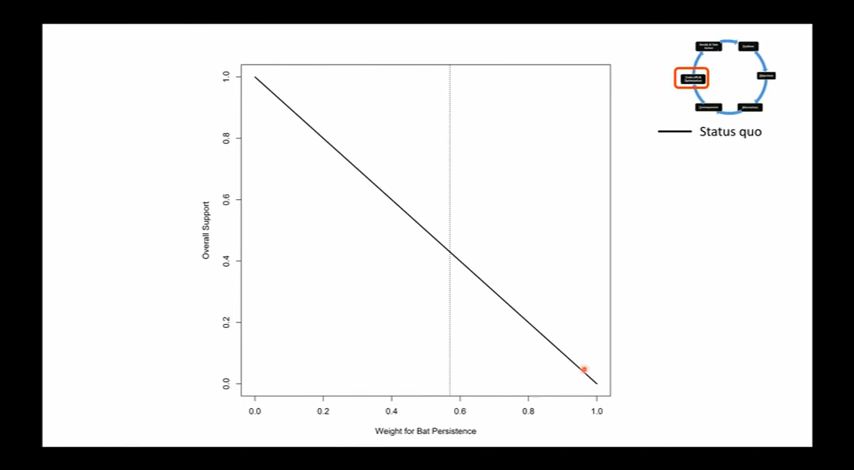 Status quo
1.0
0.8
0.6
0.4
0.2
0.0
Overall Support
0.0 0.2 0.4 0.6 0.8 1.0
Weight for Bat Persistence